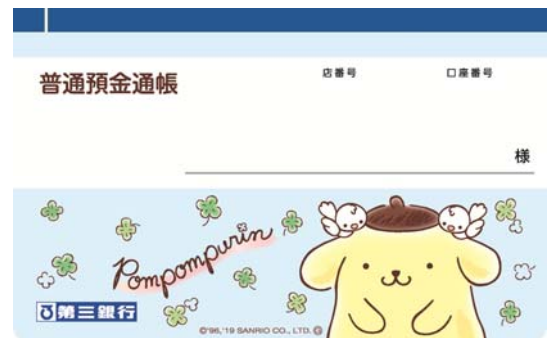 普通預金通帳
店番号 口座番号
様
Pompompurin
第三銀行
©'96,'19 SANRIO CO., LTD. Ⓖ